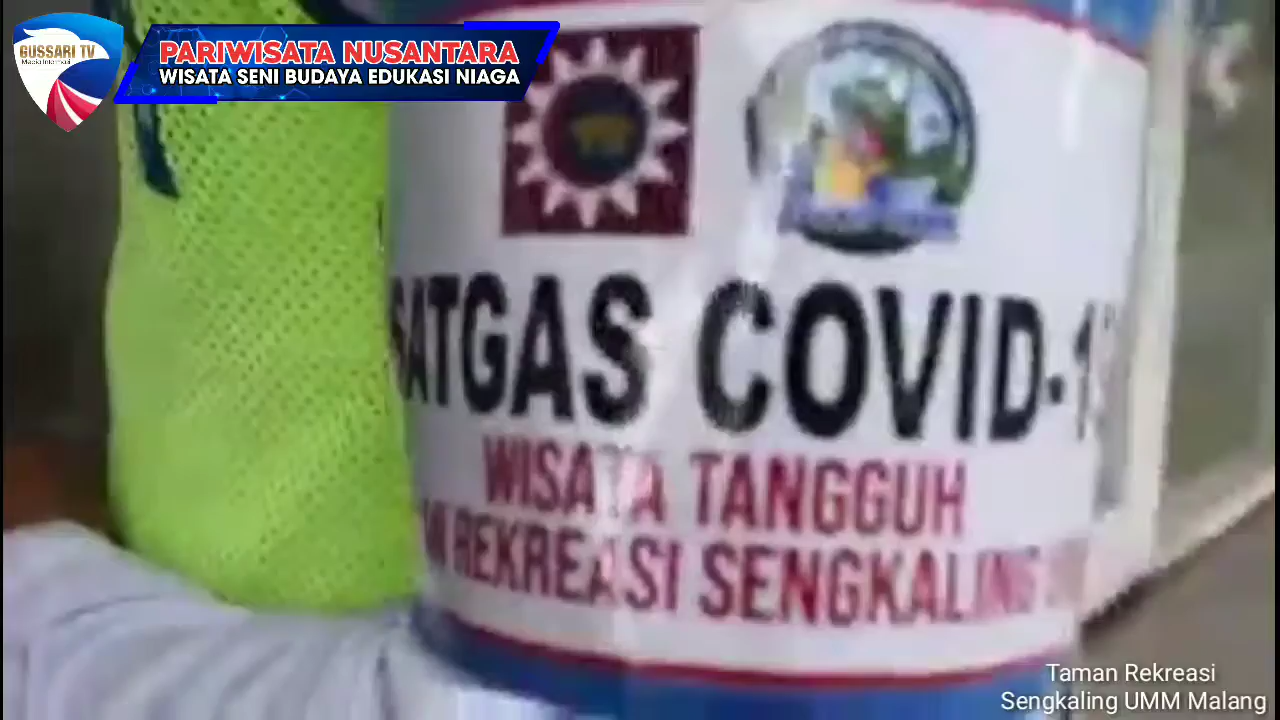 GUSSARI TV
PARIWISATA NUSANTARA
WISATA SENI BUDAYA EDUKASI NIAGA
SATGAS COVID-1
WISATA TANGGUH
REKREASI SENGKALING
Taman Rekreasi
Sengkaling UMM Malang